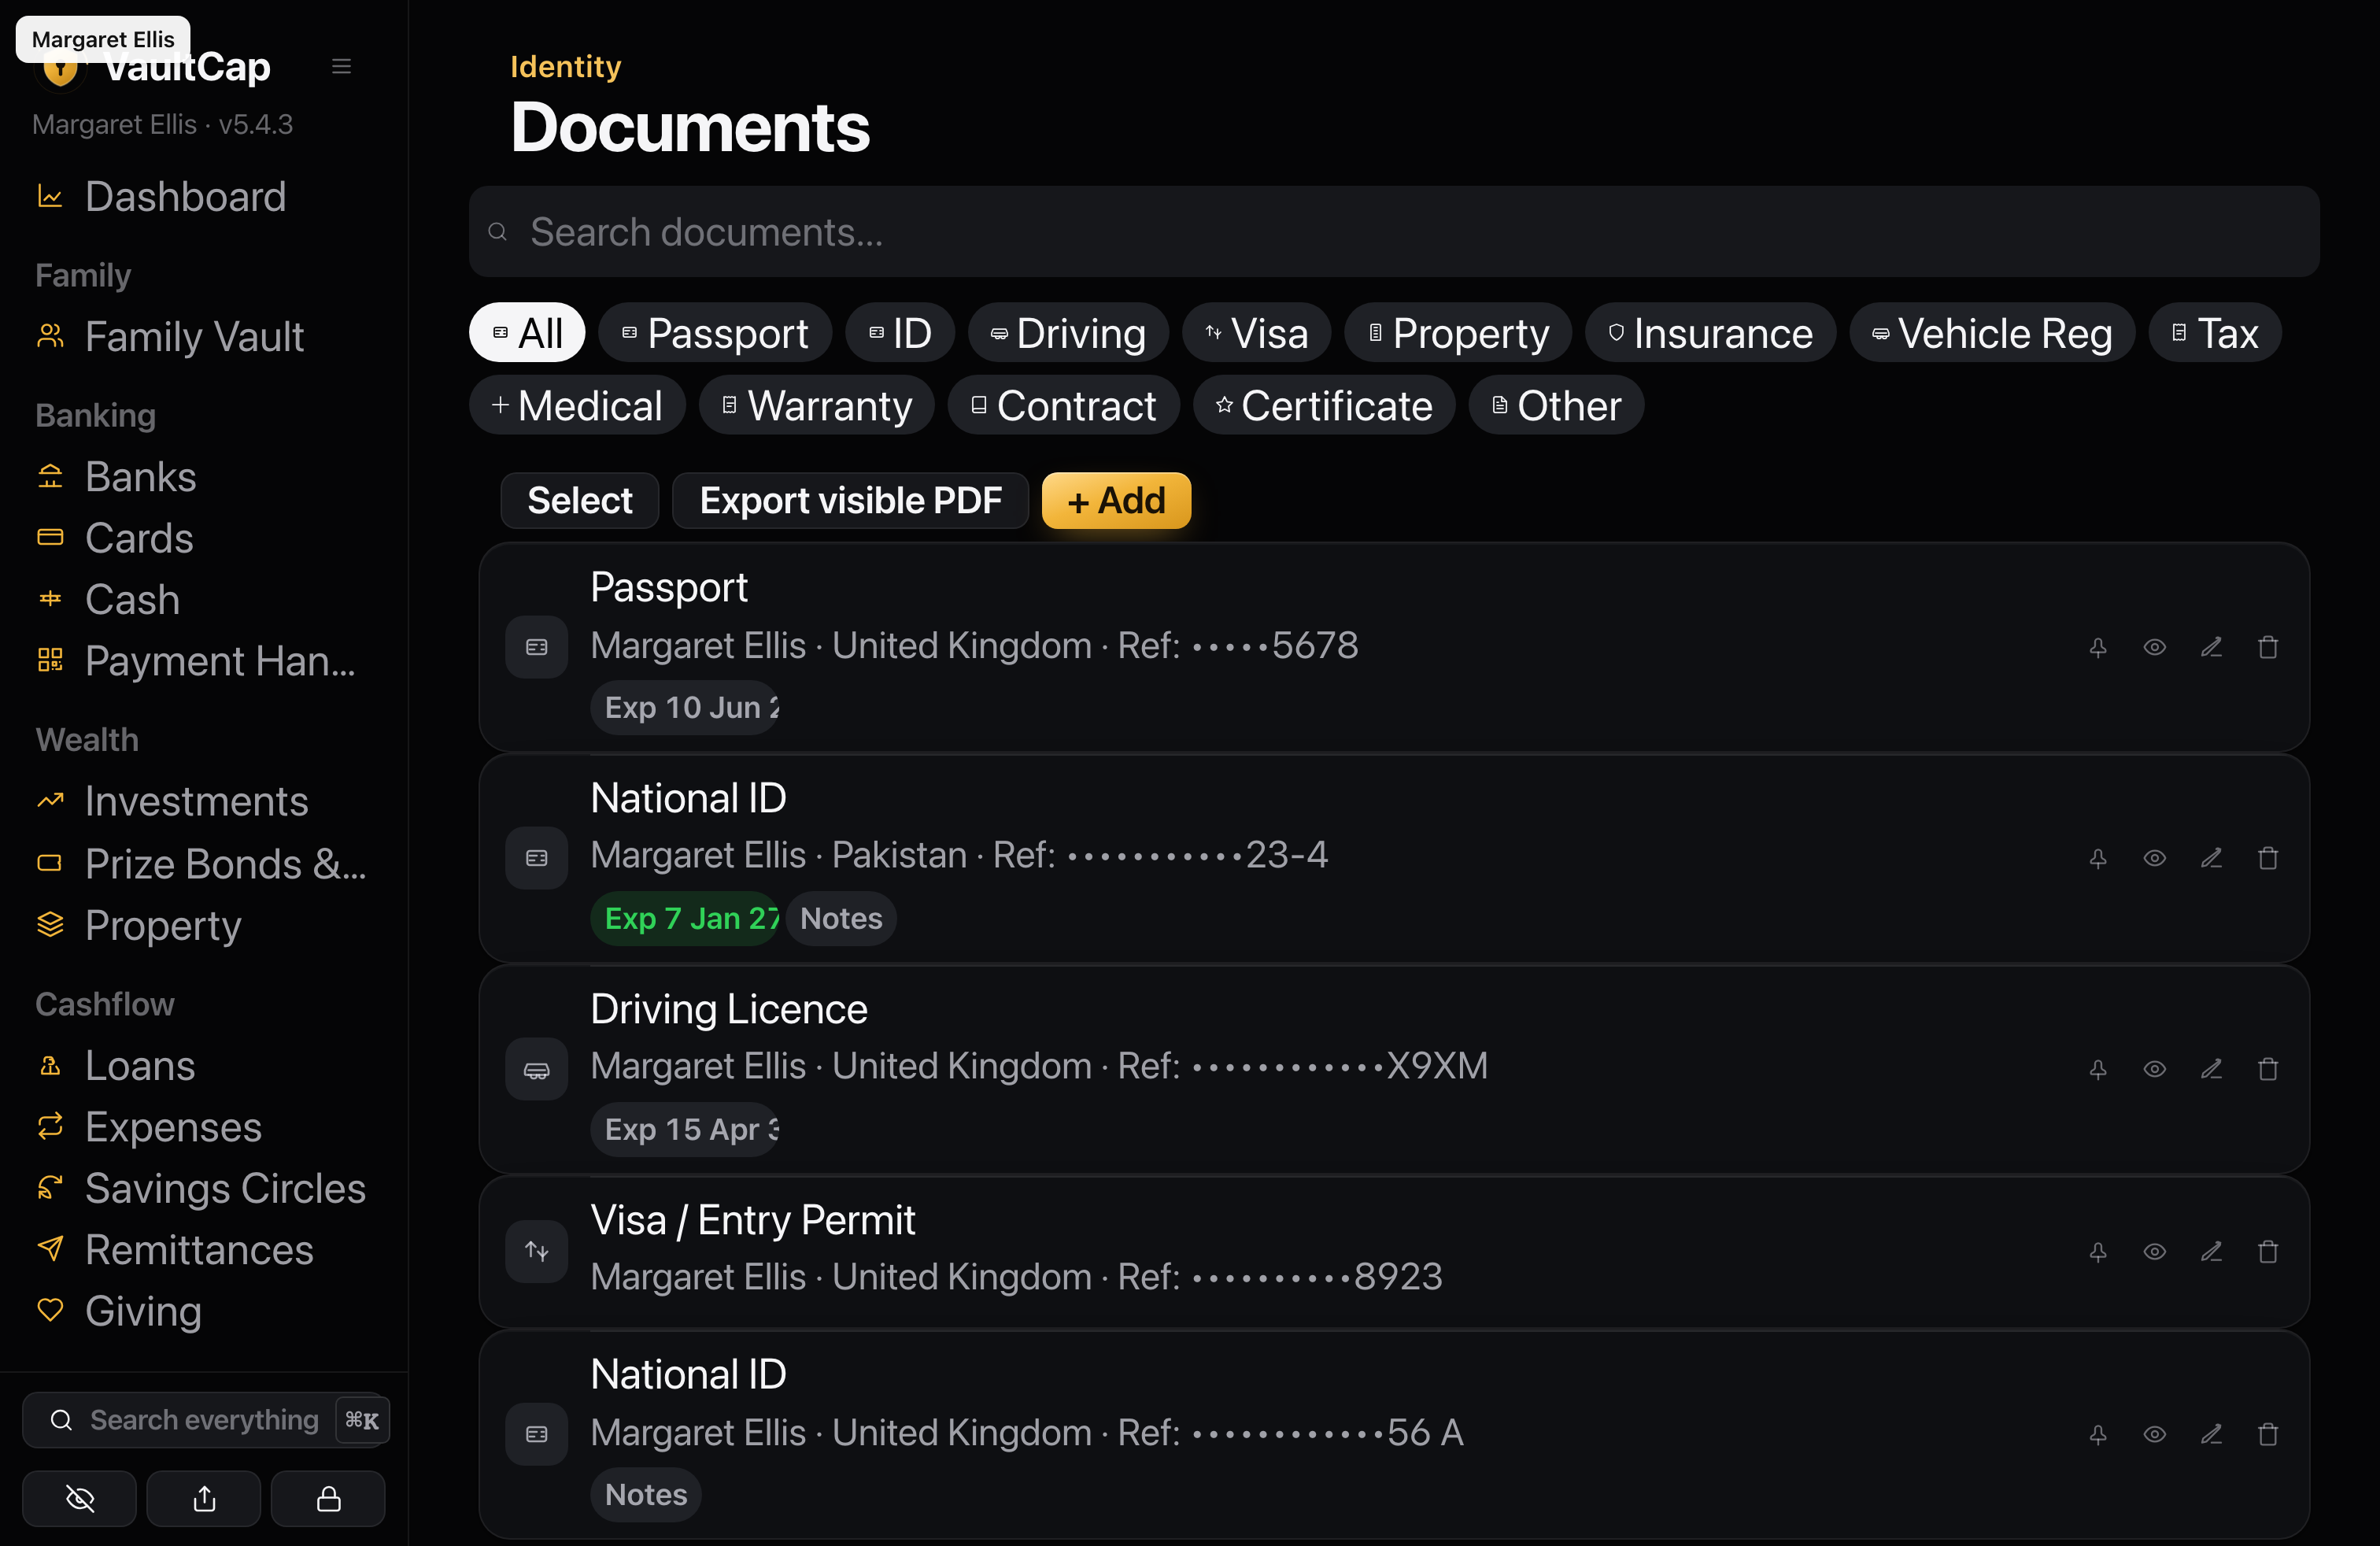 Margaret Ellis
VaultCap
Margaret Ellis · v5.4.3
Dashboard
Family
Family Vault
Banking
Banks
Cards
Cash
Payment Han...
Wealth
Investments
Prize Bonds &...
Property
Cashflow
Loans
Expenses
Savings Circles
Remittances
Giving
Search everything ⌘K
Identity
Documents
Search documents...
All Passport ID Driving Visa Property Insurance Vehicle Reg Tax
Medical Warranty Contract Certificate Other
Select Export visible PDF + Add
Passport
Margaret Ellis · United Kingdom · Ref: •••••5678
Exp 10 Jun
National ID
Margaret Ellis · Pakistan · Ref: •••••••••••23-4
Exp 7 Jan 27 Notes
Driving Licence
Margaret Ellis · United Kingdom · Ref: ••••••••••••X9XM
Exp 15 Apr
Visa / Entry Permit
Margaret Ellis · United Kingdom · Ref: ••••••••••8923
National ID
Margaret Ellis · United Kingdom · Ref: ••••••••••••56 A
Notes